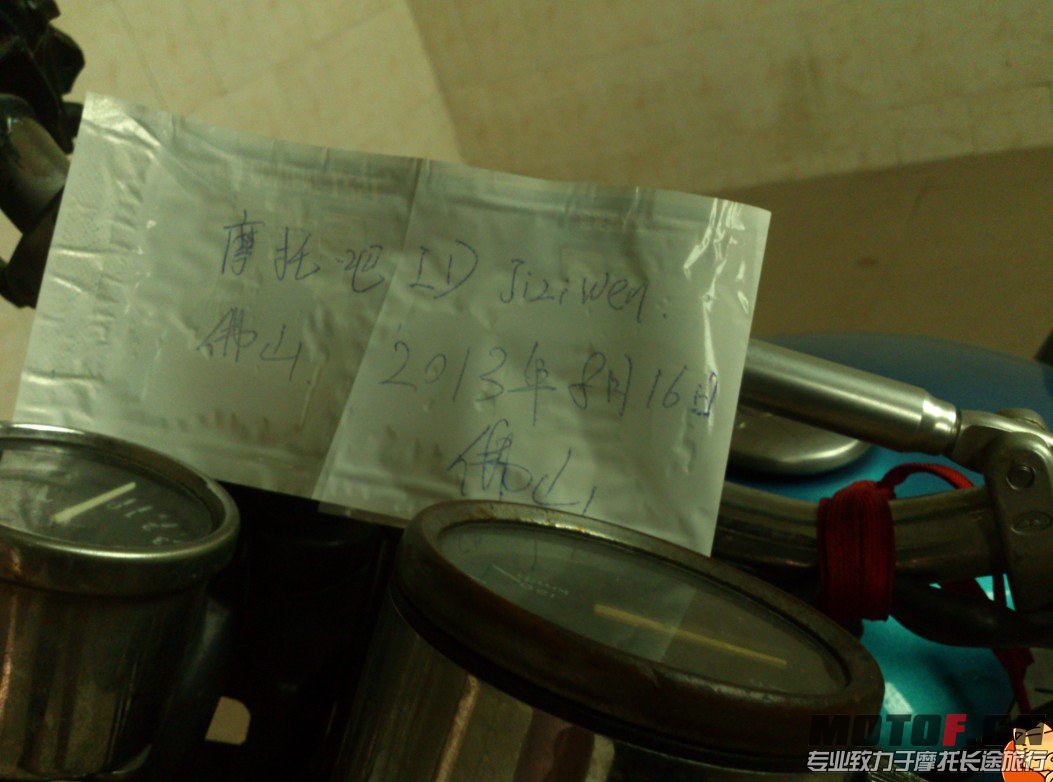 摩托吧 ID Jiziwen.
佛山.
2013年8月16日
佛山
MOTOF.CN
专业致力于摩托长途旅行